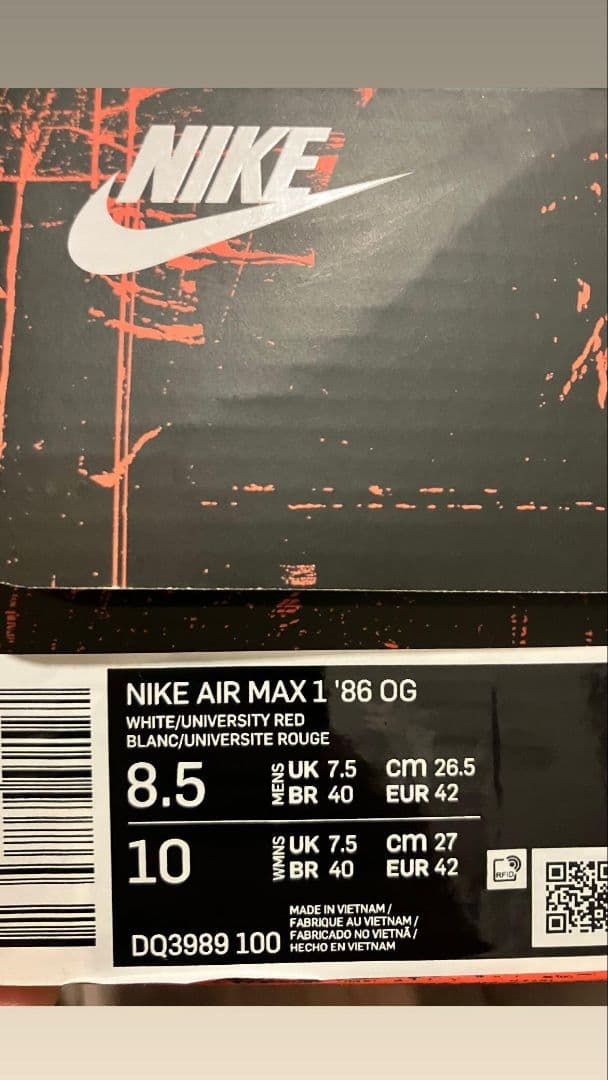 NIKE
NIKE AIR MAX 1 '86 OG
WHITE/UNIVERSITY RED
BLANC/UNIVERSITE ROUGE
8.5 MENS UK 7.5 cm 26.5
BR 40 EUR 42
10 WMNS UK 7.5 cm 27
BR 40 EUR 42
RFID
MADE IN VIETNAM /
FABRIQUE AU VIETNAM /
FABRICADO NO VIETNÃ /
DQ3989 100 HECHO EN VIETNAM